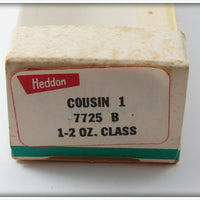 Heddon
COUSIN 1
7725 B
1-2 OZ. CLASS